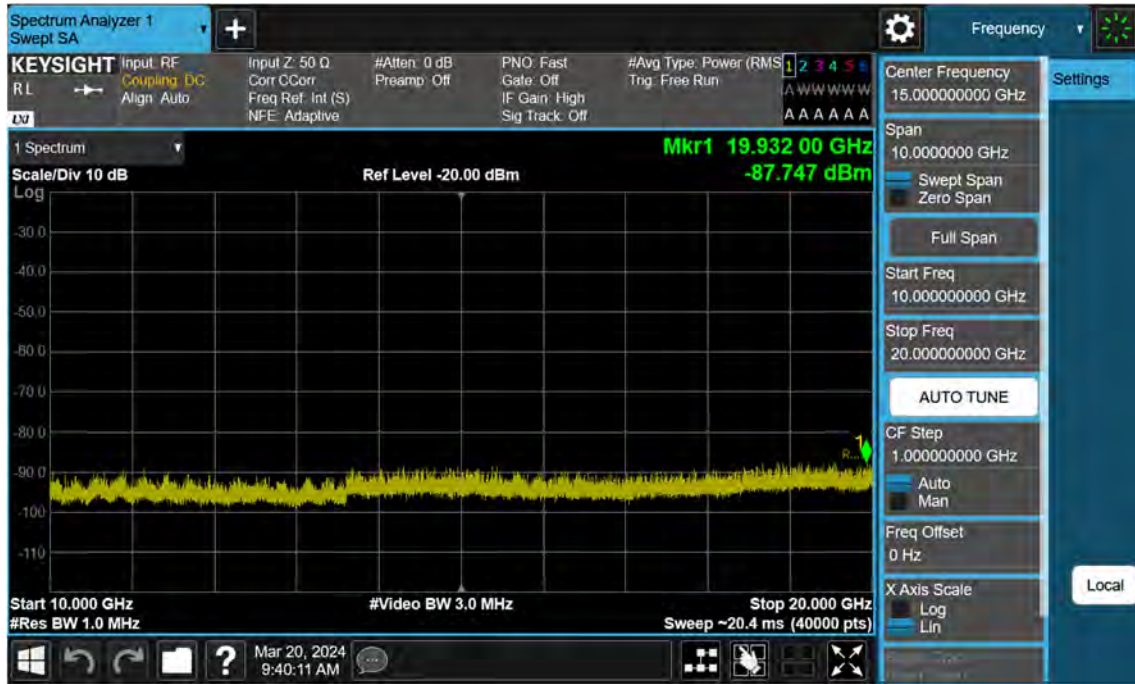 Spectrum Analyzer 1
Swept SA
+
Frequency
KEYSIGHT
Input: RF
Input Z: 50 Ω
#Atten: 0 dB
PNO: Fast
#Avg Type: Power (RMS
1 2 3 4 5 6
R L
Coupling: DC
Corr CCorr
Preamp: Off
Gate: Off
Trig: Free Run
A W W W W W
Align: Auto
Freq Ref: Int (S)
IF Gain: High
LXI
NFE: Adaptive
Sig Track: Off
A A A A A A
1 Spectrum
Mkr1 19.932 00 GHz
Scale/Div 10 dB
Ref Level -20.00 dBm
-87.747 dBm
Log
-30.0
-40.0
-50.0
-60.0
-70.0
-80.0
1
R...
-90.0
-100
-110
Start 10.000 GHz
#Video BW 3.0 MHz
Stop 20.000 GHz
#Res BW 1.0 MHz
Sweep ~20.4 ms (40000 pts)
Center Frequency
15.000000000 GHz
Span
10.0000000 GHz
Swept Span
Zero Span
Full Span
Start Freq
10.000000000 GHz
Stop Freq
20.000000000 GHz
AUTO TUNE
CF Step
1.000000000 GHz
Auto
Man
Freq Offset
0 Hz
X Axis Scale
Log
Lin
Settings
Local
?
Mar 20, 2024
9:40:11 AM